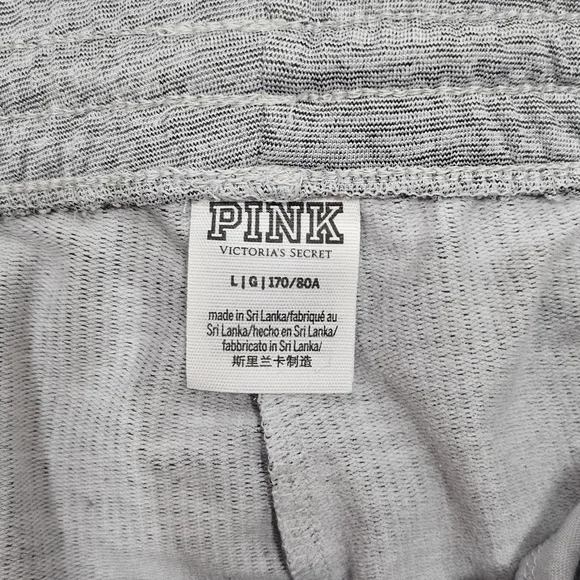 PINK
VICTORIA'S SECRET
L | G | 170/80A
made in Sri Lanka/fabriqué au
Sri Lanka/hecho en Sri Lanka/
fabbricato in Sri Lanka/
斯里兰卡制造